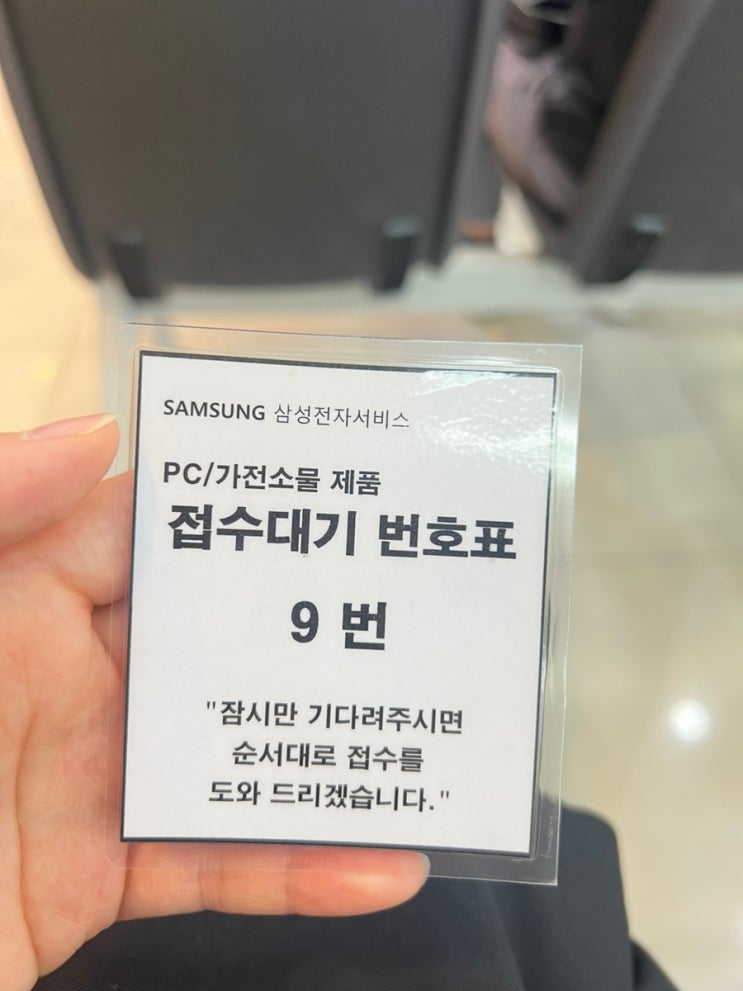 SAMSUNG 삼성전자서비스
PC/가전소물 제품
접수대기 번호표
9 번
"잠시만 기다려주시면
순서대로 접수를
도와 드리겠습니다."